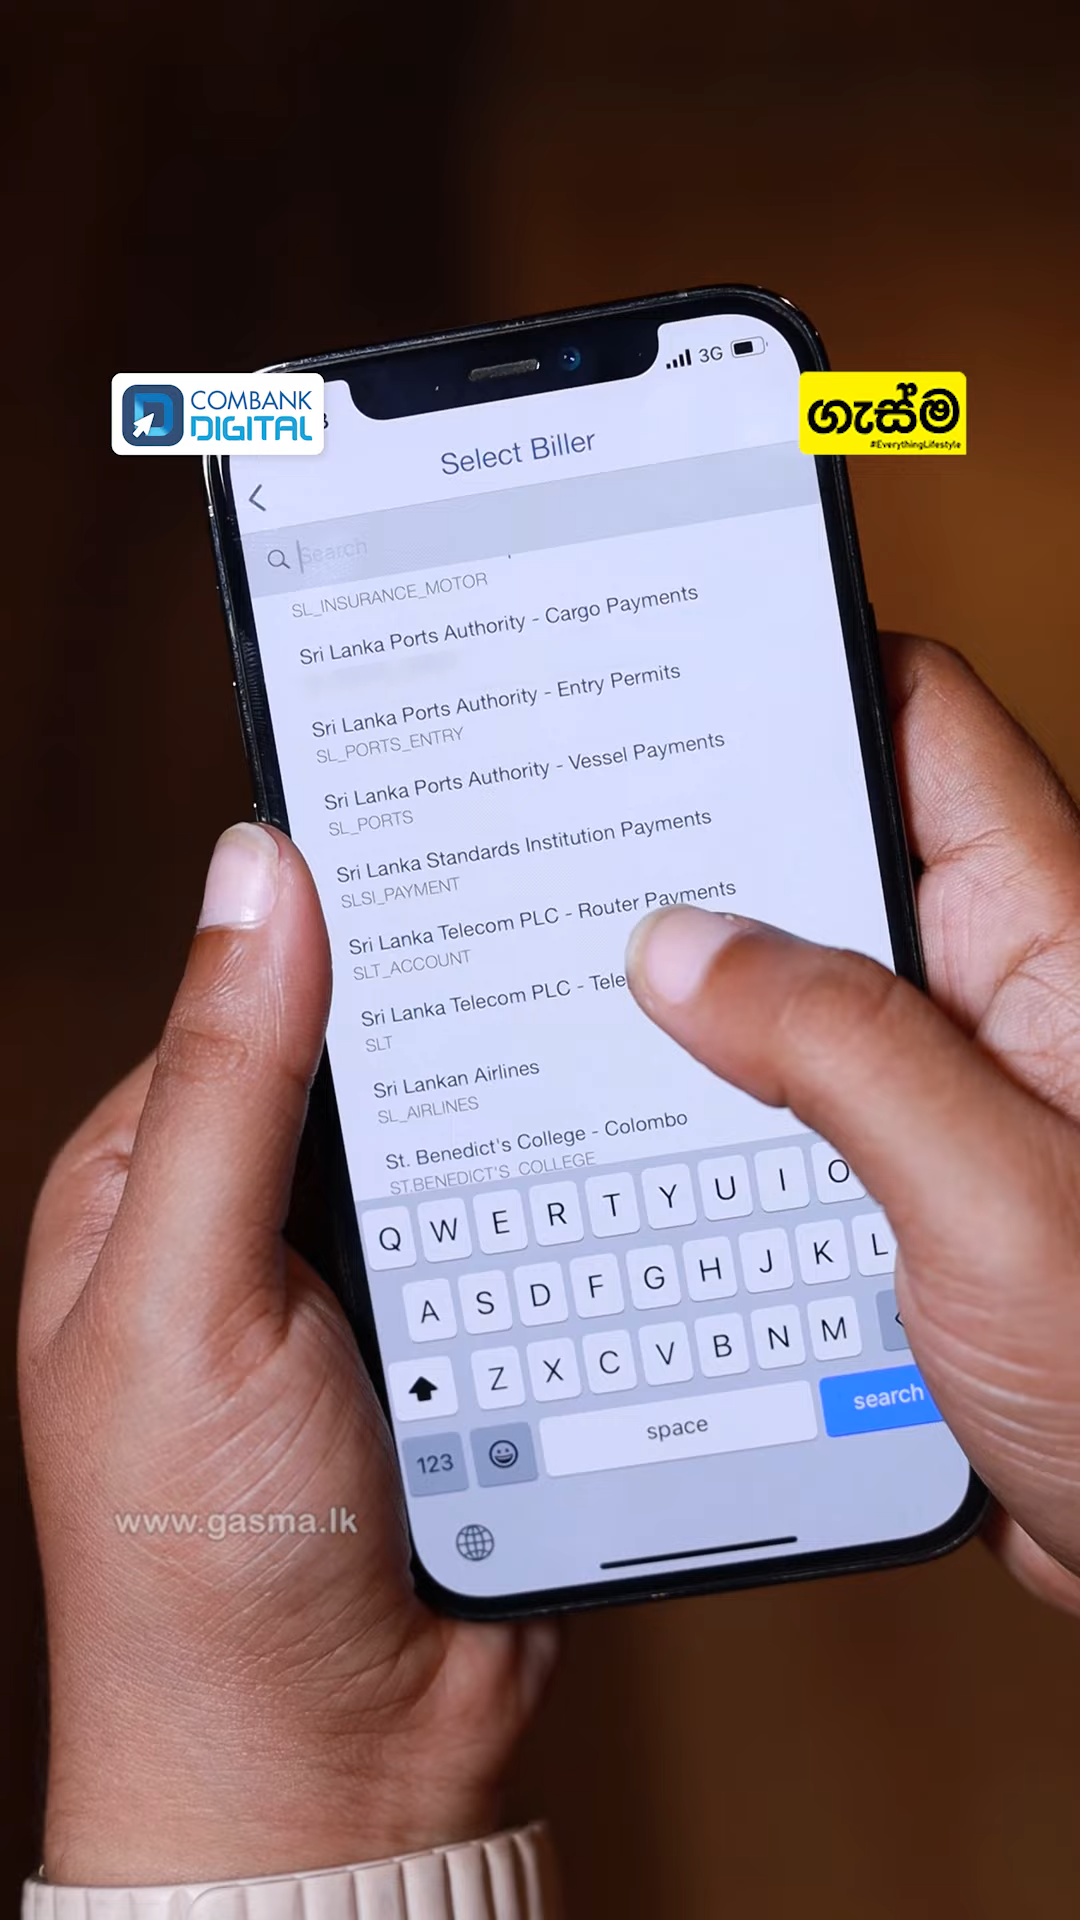 COMBANK
DIGITAL
ගැස්ම
#EverythingLifestyle
3G
Select Biller
Search
SL_INSURANCE_MOTOR
Sri Lanka Ports Authority - Cargo Payments
Sri Lanka Ports Authority - Entry Permits
SL_PORTS_ENTRY
Sri Lanka Ports Authority - Vessel Payments
SL_PORTS
Sri Lanka Standards Institution Payments
SLSI_PAYMENT
Sri Lanka Telecom PLC - Router Payments
SLT_ACCOUNT
Sri Lanka Telecom PLC - Tele
SLT
Sri Lankan Airlines
SL_AIRLINES
St. Benedict's College - Colombo
ST.BENEDICT'S_COLLEGE
Q W E R T Y U I O
A S D F G H J K L
Z X C V B N M
123 space search
www.gasma.lk